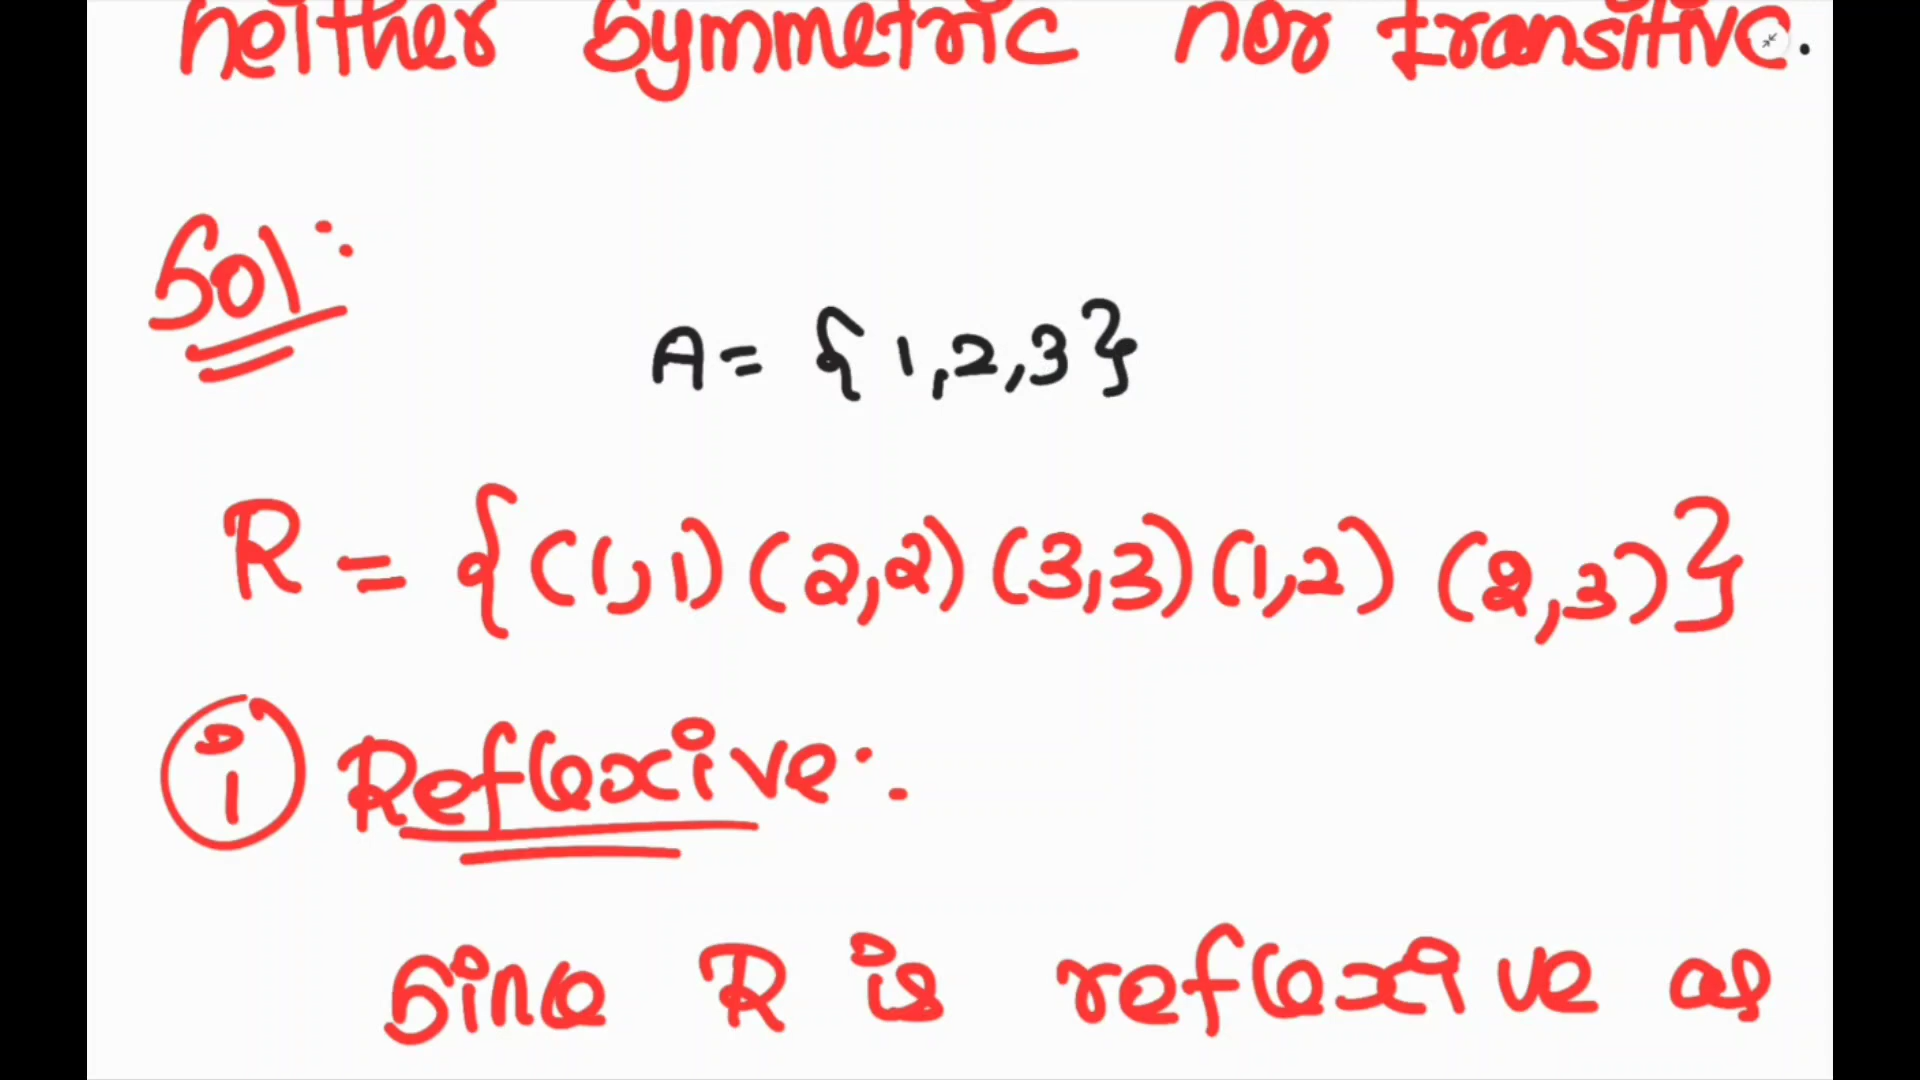 neither symmetric nor transitive.
Sol:
A = {1,2,3}
R = {(1,1) (2,2) (3,3) (1,2) (2,3)}
i Reflexive:
Since R is reflexive as